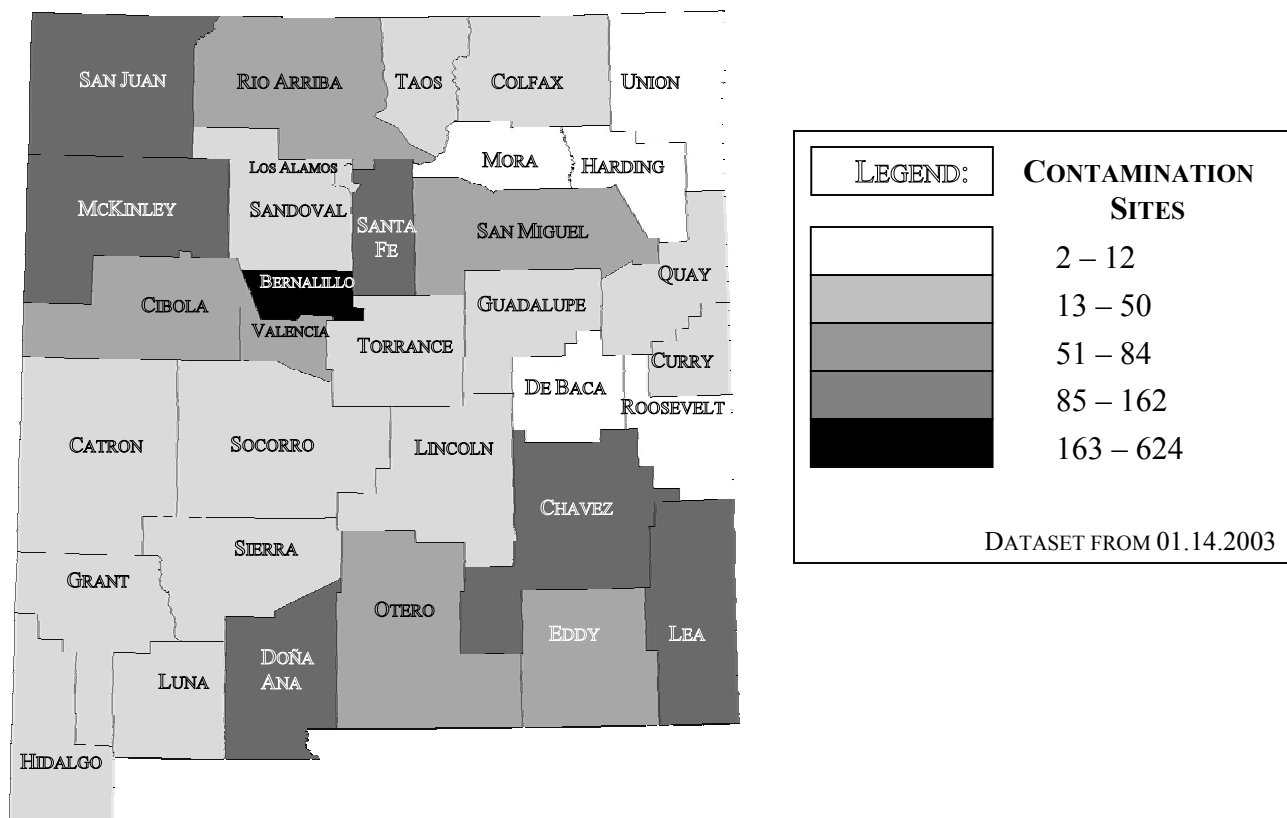 SAN JUAN
RIO ARRIBA
TAOS
COLFAX
UNION
MORA
HARDING
LOS ALAMOS
MCKINLEY
SANDOVAL
SANTA
FE
SAN MIGUEL
QUAY
BERNALILLO
CIBOLA
GUADALUPE
VALENCIA
TORRANCE
CURRY
DE BACA
ROOSEVELT
CATRON
SOCORRO
LINCOLN
CHAVEZ
SIERRA
GRANT
OTERO
EDDY
LEA
DOÑA
ANA
LUNA
HIDALGO
LEGEND:
CONTAMINATION
SITES
2 – 12
13 – 50
51 – 84
85 – 162
163 – 624
DATASET FROM 01.14.2003